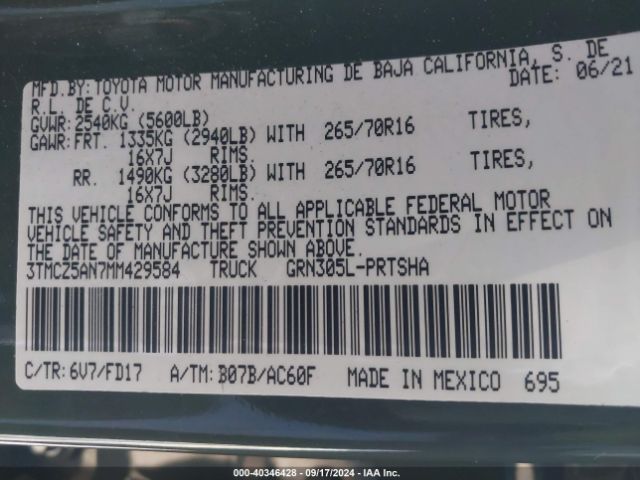 MFD.BY:TOYOTA MOTOR MANUFACTURING DE BAJA CALIFORNIA, S. DE
R.L. DE C.V. DATE: 06/21
GVWR:2540KG (5600LB)
GAWR:FRT. 1335KG (2940LB) WITH 265/70R16 TIRES,
16X7J RIMS.
RR. 1490KG (3280LB) WITH 265/70R16 TIRES,
16X7J RIMS.
THIS VEHICLE CONFORMS TO ALL APPLICABLE FEDERAL MOTOR
VEHICLE SAFETY AND THEFT PREVENTION STANDARDS IN EFFECT ON
THE DATE OF MANUFACTURE SHOWN ABOVE.
3TMCZ5AN7MM429584 TRUCK GRN305L-PRTSHA
C/TR:6V7/FD17 A/TM:B07B/AC60F MADE IN MEXICO 695
000-40346428 - 09/17/2024 - IAA Inc.